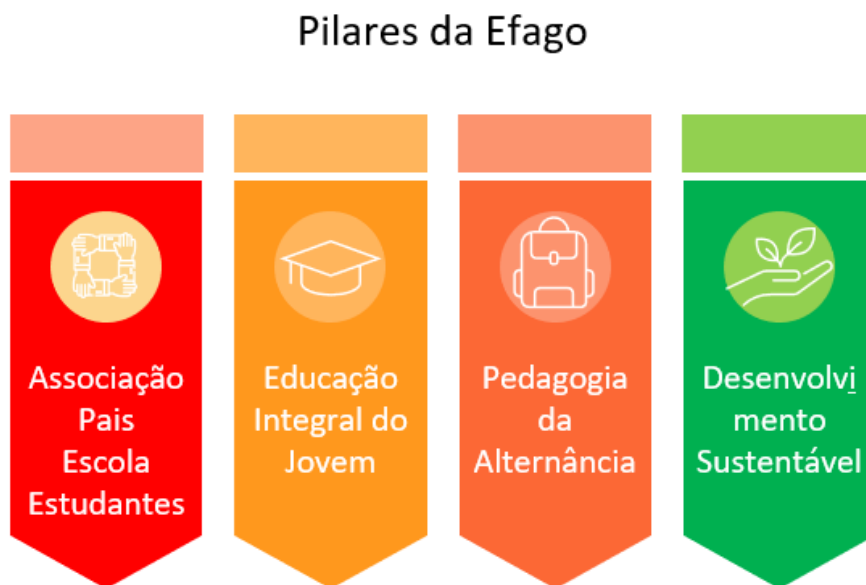 Pilares da Efago
Associação
Pais
Escola
Estudantes
Educação
Integral do
Jovem
Pedagogia
da
Alternância
Desenvolvi
mento
Sustentável